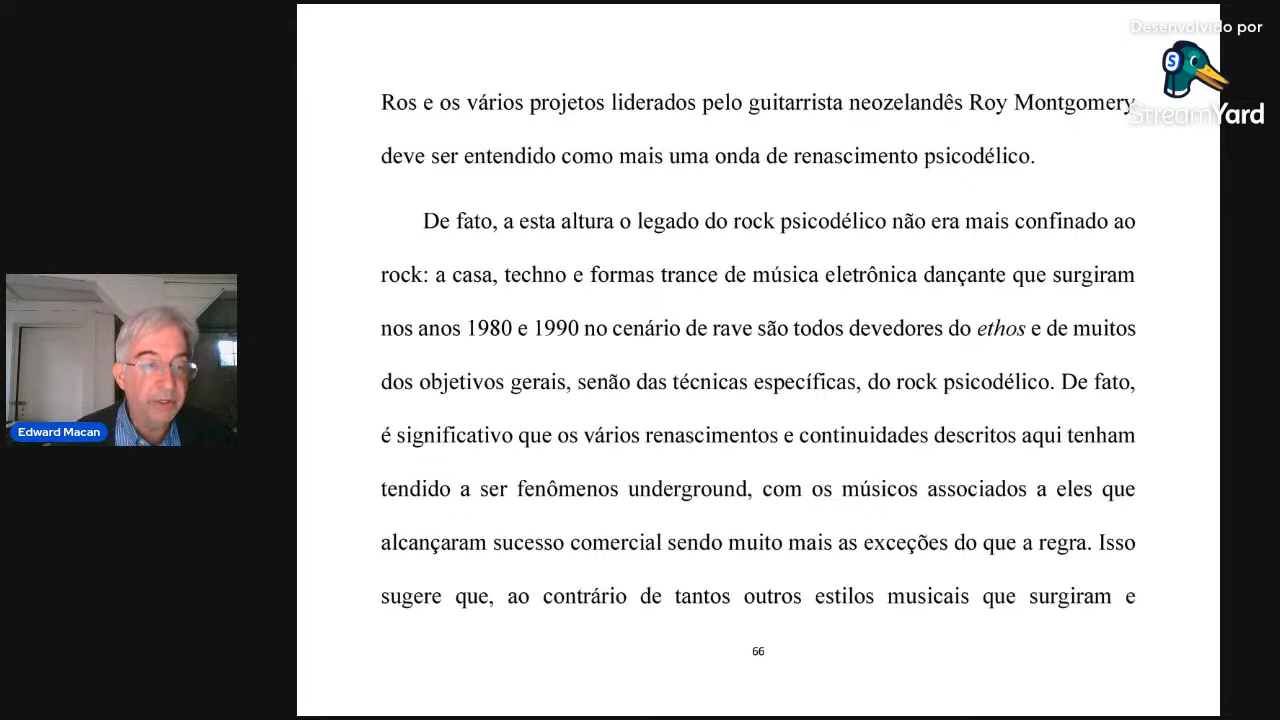 Desenvolvido por
StreamYard
Ros e os vários projetos liderados pelo guitarrista neozelandês Roy Montgomery
deve ser entendido como mais uma onda de renascimento psicodélico.
De fato, a esta altura o legado do rock psicodélico não era mais confinado ao
rock: a casa, techno e formas trance de música eletrônica dançante que surgiram
nos anos 1980 e 1990 no cenário de rave são todos devedores do ethos e de muitos
dos objetivos gerais, senão das técnicas específicas, do rock psicodélico. De fato,
é significativo que os vários renascimentos e continuidades descritos aqui tenham
tendido a ser fenômenos underground, com os músicos associados a eles que
alcançaram sucesso comercial sendo muito mais as exceções do que a regra. Isso
sugere que, ao contrário de tantos outros estilos musicais que surgiram e
66
Edward Macan